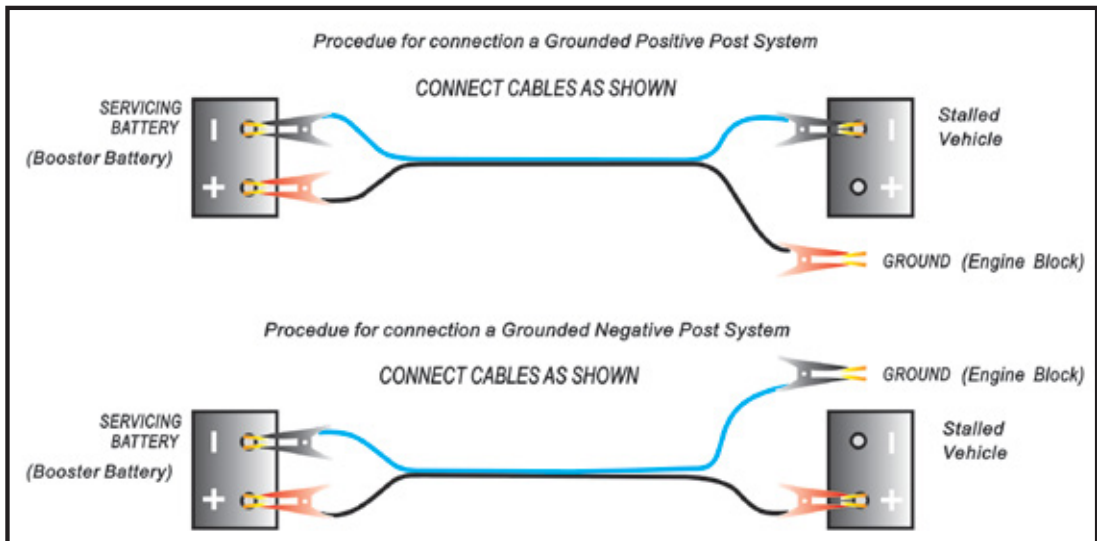 Procedue for connection a Grounded Positive Post System
CONNECT CABLES AS SHOWN
SERVICING
BATTERY
(Booster Battery)
Stalled
Vehicle
GROUND (Engine Block)
Procedue for connection a Grounded Negative Post System
CONNECT CABLES AS SHOWN
GROUND (Engine Block)
SERVICING
BATTERY
(Booster Battery)
Stalled
Vehicle